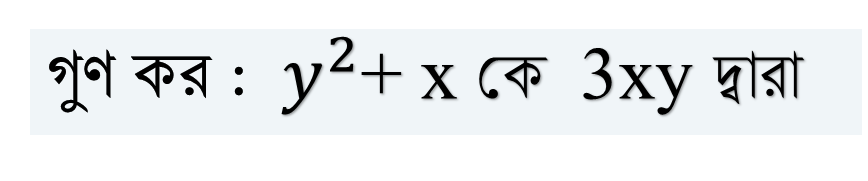 গুণ কর : y²+ x কে 3xy দ্বারা